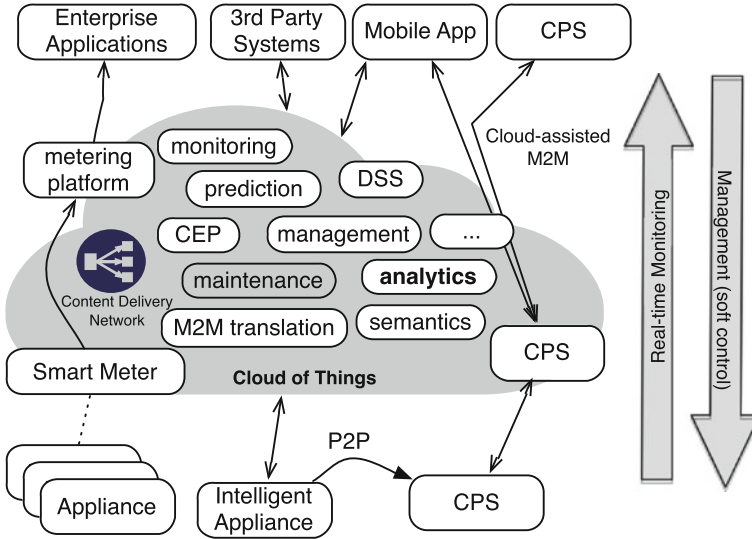 Enterprise
Applications
3rd Party
Systems
Mobile App
CPS
Cloud-assisted
M2M
metering
platform
monitoring
prediction
DSS
CEP
management
...
maintenance
analytics
Content Delivery
Network
M2M translation
semantics
CPS
Smart Meter
Cloud of Things
P2P
Appliance
Intelligent
Appliance
CPS
Real-time Monitoring
Management (soft control)